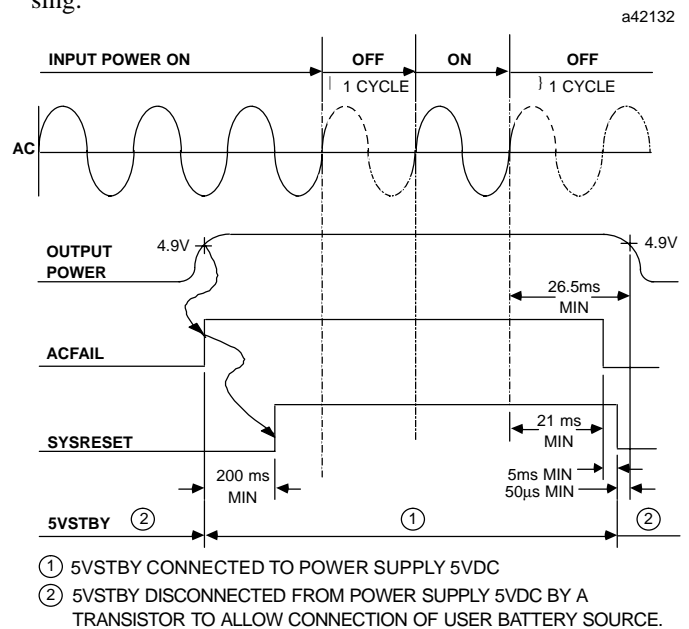 sing.
a42132
INPUT POWER ON
OFF
ON
OFF
| 1 CYCLE
} 1 CYCLE
AC
OUTPUT
POWER
4.9V
4.9V
26.5ms
MIN
ACFAIL
SYSRESET
21 ms
MIN
200 ms
MIN
5ms MIN
50µs MIN
5VSTBY
2
1
2
1 5VSTBY CONNECTED TO POWER SUPPLY 5VDC
2 5VSTBY DISCONNECTED FROM POWER SUPPLY 5VDC BY A
TRANSISTOR TO ALLOW CONNECTION OF USER BATTERY SOURCE.